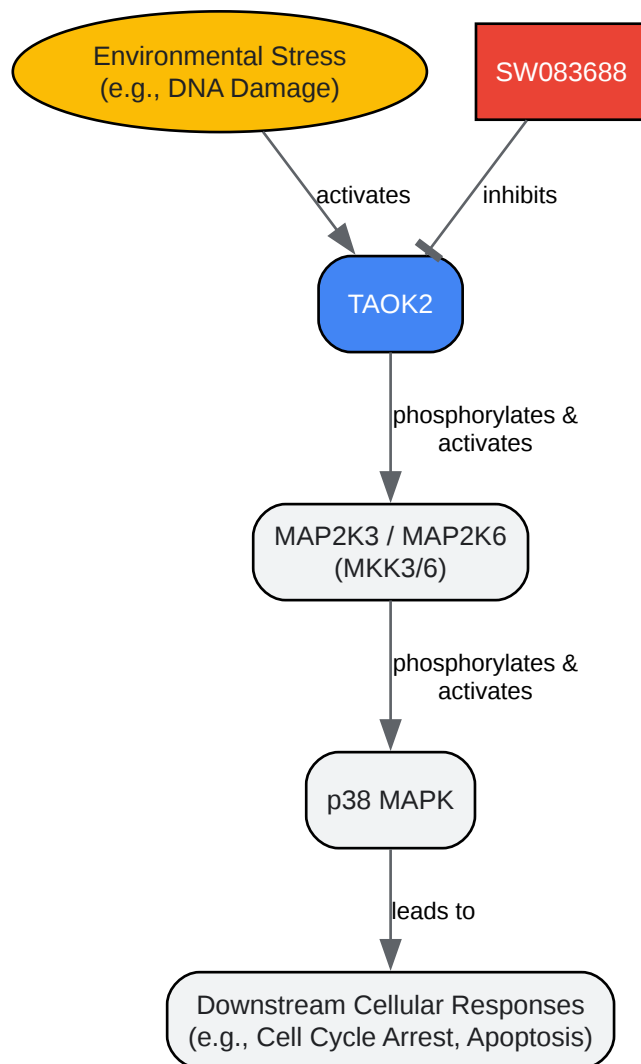 Environmental Stress
(e.g., DNA Damage)
SW083688
activates
inhibits
TAOK2
phosphorylates &
activates
MAP2K3 / MAP2K6
(MKK3/6)
phosphorylates &
activates
p38 MAPK
leads to
Downstream Cellular Responses
(e.g., Cell Cycle Arrest, Apoptosis)